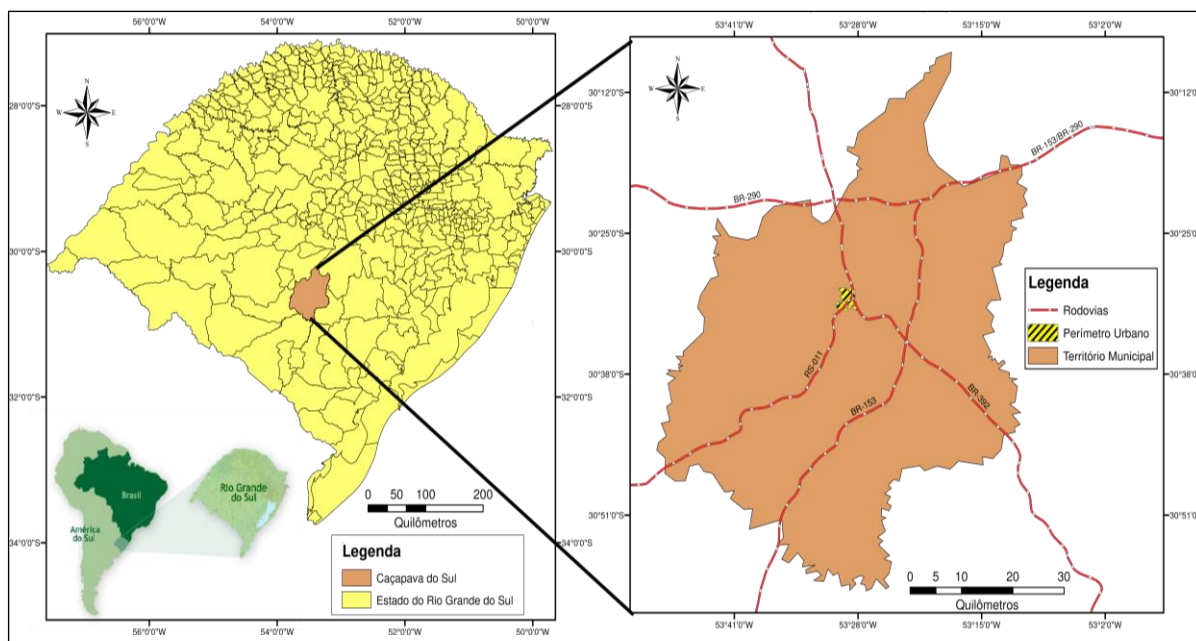 56°0'0"W
54°0'0"W
52°0'0"W
50°0'0"W
28°0'0"S
30°0'0"S
32°0'0"S
34°0'0"S
28°0'0"S
30°0'0"S
32°0'0"S
34°0'0"S
N
W
E
S
América do Sul
Brasil
Rio Grande
do Sul
0 50 100 200
Quilômetros
Legenda
Caçapava do Sul
Estado do Rio Grande do Sul
56°0'0"W
54°0'0"W
52°0'0"W
50°0'0"W
53°41'0"W
53°28'0"W
53°15'0"W
53°2'0"W
30°12'0"S
30°25'0"S
30°38'0"S
30°51'0"S
N
W
E
S
BR-153/BR-290
BR-290
RS-011
BR-153
BR-392
30°12'0"S
30°25'0"S
30°38'0"S
30°51'0"S
Legenda
Rodovias
Perímetro Urbano
Território Municipal
0 5 10 20 30
Quilômetros
53°41'0"W
53°28'0"W
53°15'0"W
53°2'0"W